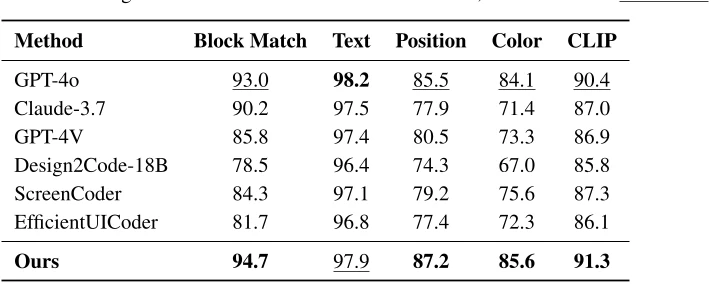 Method Block Match Text Position Color CLIP
GPT-4o 93.0 98.2 85.5 84.1 90.4
Claude-3.7 90.2 97.5 77.9 71.4 87.0
GPT-4V 85.8 97.4 80.5 73.3 86.9
Design2Code-18B 78.5 96.4 74.3 67.0 85.8
ScreenCoder 84.3 97.1 79.2 75.6 87.3
EfficientUICoder 81.7 96.8 77.4 72.3 86.1
Ours 94.7 97.9 87.2 85.6 91.3